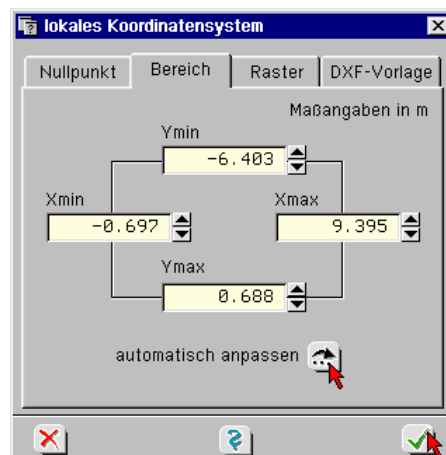 lokales Koordinatensystem
Nullpunkt Bereich Raster DXF-Vorlage
Maßangaben in m
Ymin
-6.403
Xmin Xmax
-0.697 9.395
Ymax
0.688
automatisch anpassen